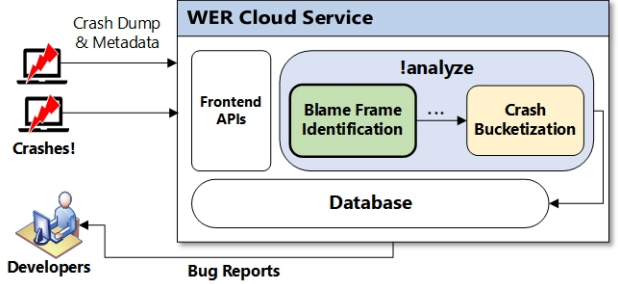 Crash Dump
& Metadata
Crashes!
WER Cloud Service
Frontend
APIs
!analyze
Blame Frame
Identification
...
Crash
Bucketization
Database
Developers
Bug Reports